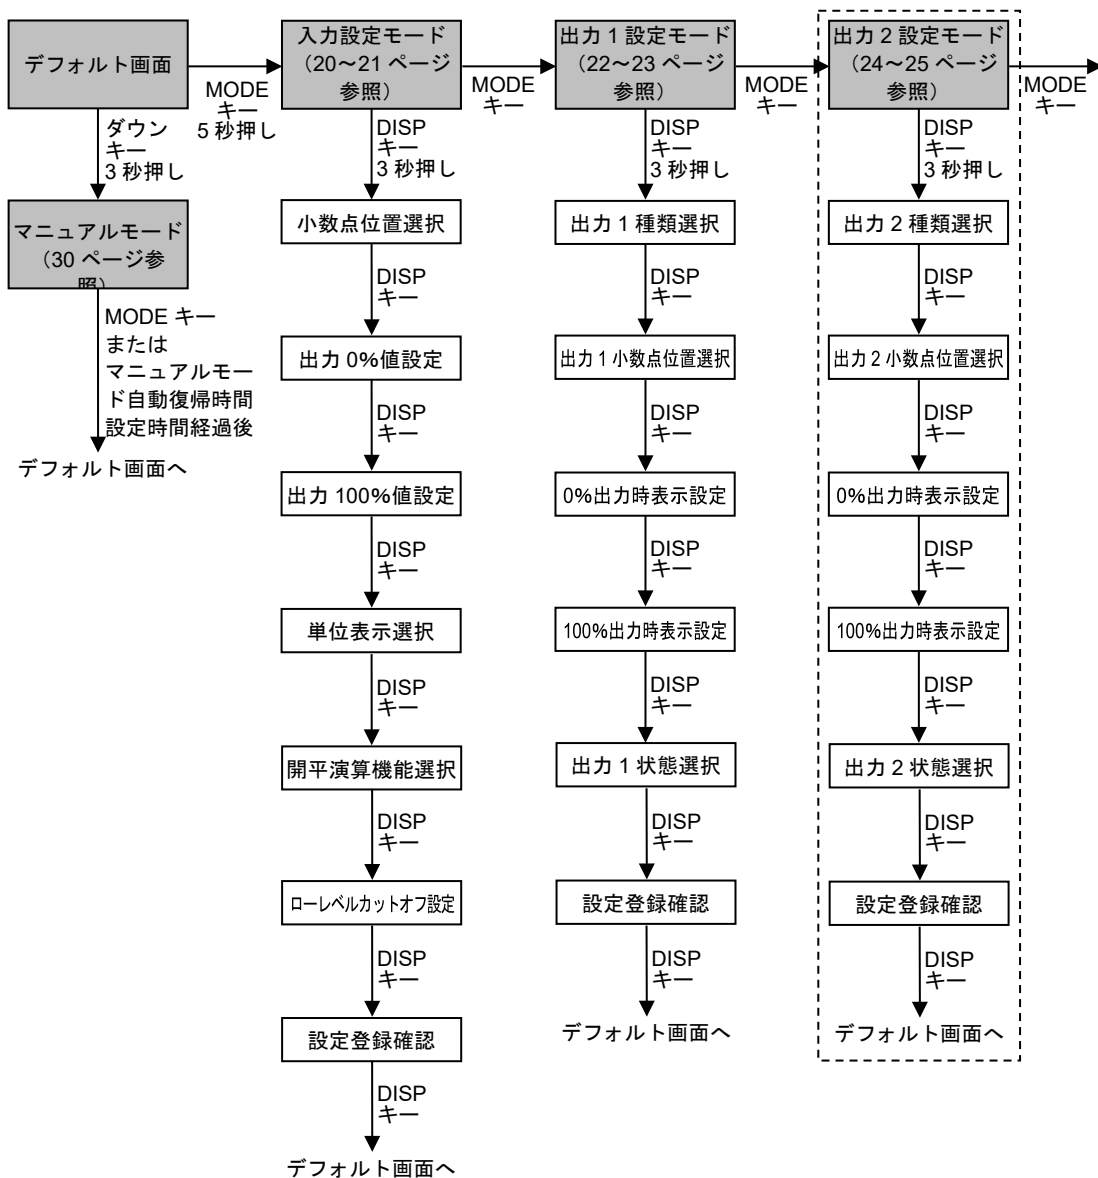 デフォルト画面
MODE
キー
5 秒押し
入力設定モード
（20～21 ページ
参照）
MODE
キー
出力 1 設定モード
（22～23 ページ
参照）
MODE
キー
出力 2 設定モード
（24～25 ページ
参照）
MODE
キー
ダウン
キー
3 秒押し
マニュアルモード
（30 ページ参
照）
MODE キー
または
マニュアルモー
ド自動復帰時間
設定時間経過後
デフォルト画面へ
DISP
キー
3 秒押し
小数点位置選択
DISP
キー
出力 0%値設定
DISP
キー
出力 100%値設定
DISP
キー
単位表示選択
DISP
キー
開平演算機能選択
DISP
キー
ローレベルカットオフ設定
DISP
キー
設定登録確認
DISP
キー
デフォルト画面へ
DISP
キー
3 秒押し
出力 1 種類選択
DISP
キー
出力 1 小数点位置選択
DISP
キー
0%出力時表示設定
DISP
キー
100%出力時表示設定
DISP
キー
出力 1 状態選択
DISP
キー
設定登録確認
DISP
キー
デフォルト画面へ
DISP
キー
3 秒押し
出力 2 種類選択
DISP
キー
出力 2 小数点位置選択
DISP
キー
0%出力時表示設定
DISP
キー
100%出力時表示設定
DISP
キー
出力 2 状態選択
DISP
キー
設定登録確認
DISP
キー
デフォルト画面へ